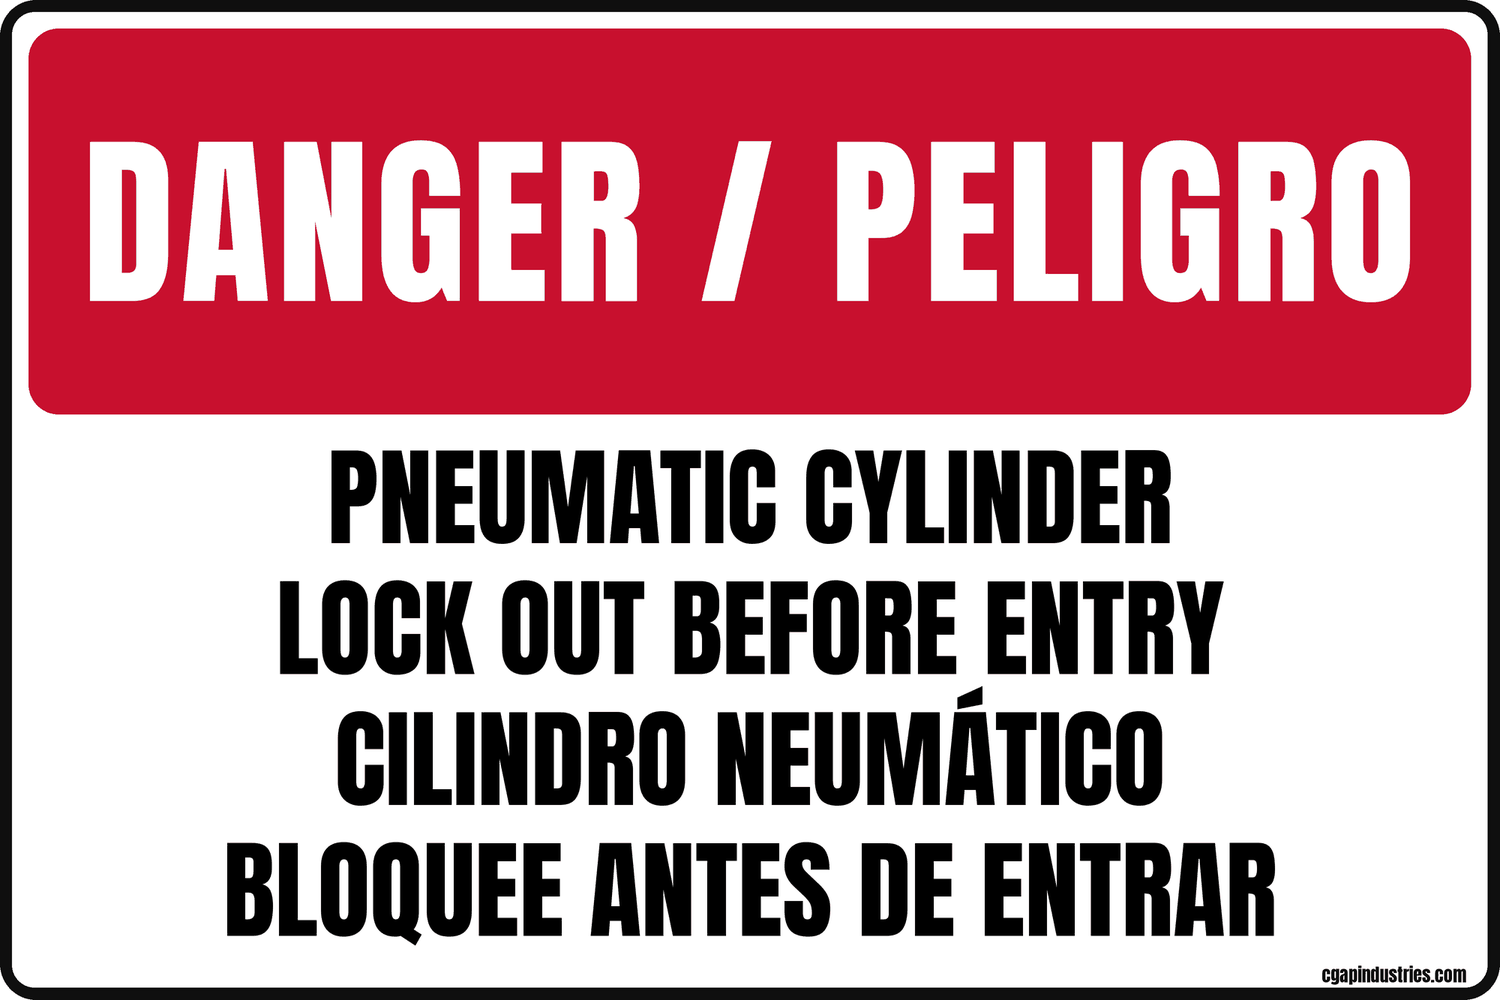 DANGER / PELIGRO
PNEUMATIC CYLINDER
LOCK OUT BEFORE ENTRY
CILINDRO NEUMÁTICO
BLOQUEE ANTES DE ENTRAR
cgapindustries.com